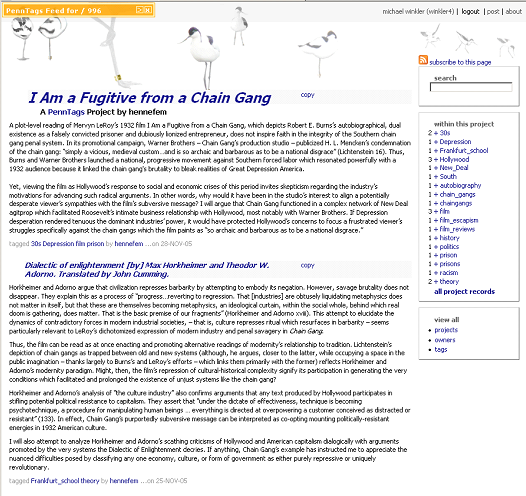 PennTags Feed for / 996
michael winkler (winkler4) | logout | post | about
subscribe to this page
search
I Am a Fugitive from a Chain Gang
copy
A PennTags Project by hennefem
A plot-level reading of Mervyn LeRoy's 1932 film I Am a Fugitive from a Chain Gang, which depicts Robert E. Burns's autobiographical, dual
existence as a falsely convicted prisoner and dubiously lionized entrepreneur, does not inspire faith in the integrity of the Southern chain
gang penal system. In its promotional campaign, Warner Brothers – Chain Gang's production studio – publicized H. L. Mencken's condemnation
of the chain gang: "simply a vicious, medieval custom...and is so archaic and barbarous as to be a national disgrace" (Lichtenstein 16). Thus,
Burns and Warner Brothers launched a national, progressive movement against Southern forced labor which resonated powerfully with a
1932 audience because it linked the chain gang's brutality to bleak realities of Great Depression America.
Yet, viewing the film as Hollywood's response to social and economic crises of this period invites skepticism regarding the industry's
motivations for advancing such radical arguments. In other words, why would it have been in the studio's interest to align a potentially
desperate viewer's sympathies with the film's subversive message? I will argue that Chain Gang functioned in a complex network of New Deal
agitprop which facilitated Roosevelt's intimate business relationship with Hollywood, most notably with Warner Brothers. If Depression
desperation rendered tenuous the dominant industries' power, it would have protected Hollywood's concerns to focus a frustrated viewer's
struggles specifically against the chain gangs which the film paints as "so archaic and barbarous as to be a national disgrace."
tagged 30s Depression film prison by hennefem ...on 28-NOV-05
Dialectic of enlightenment [by] Max Horkheimer and Theodor W.
Adorno. Translated by John Cumming.
copy
Horkheimer and Adorno argue that civilization represses barbarity by attempting to embody its negation. However, savage brutality does not
disappear. They explain this as a process of "progress...reverting to regression. That [industries] are obtusely liquidating metaphysics does
not matter in itself, but that these are themselves becoming metaphysics, an ideological curtain, within the social whole, behind which real
doom is gathering, does matter. That is the basic premise of our fragments" (Horkheimer and Adorno xviii). This attempt to elucidate the
dynamics of contradictory forces in modern industrial societies, – that is, culture represses ritual which resurfaces in barbarity – seems
particularly relevant to LeRoy's dichotomized expression of modern industry and penal savagery in Chain Gang.
Thus, the film can be read as at once enacting and promoting alternative readings of modernity's relationship to tradition. Lichtenstein's
depiction of chain gangs as trapped between old and new systems (although, he argues, closer to the latter, while occupying a space in the
public imagination – thanks largely to Burns's and LeRoy's efforts – which links them primarily with the former) reflects Horkheimer
and Adorno's modernity paradigm. Might, then, the film's repression of cultural-historical complexity signify its participation in generating the very
conditions which facilitated and prolonged the existence of unjust systems like the chain gang?
Horkheimer and Adorno's analysis of "the culture industry" also confirms arguments that any text produced by Hollywood participates in
stifling potential political resistance to capitalism. They assert that "under the dictate of effectiveness, technique is becoming
psychotechnique, a procedure for manipulating human beings ... everything is directed at overpowering a customer conceived as distracted or
resistant" (133). In effect, Chain Gang's purportedly subversive message can be interpreted as co-opting mounting politically-resistant
energies in 1932 American culture.
I will also attempt to analyze Horkheimer and Adorno's scathing criticisms of Hollywood and American capitalism dialogically with arguments
promoted by the very systems the Dialectic of Enlightenment decries. If anything, Chain Gang's example has instructed me to appreciate the
nuanced difficulties posed by classifying any one economy, culture, or form of government as either purely repressive or uniquely
revolutionary.
tagged Frankfurt_school theory by hennefem ...on 25-NOV-05
within this project
2 + 30s
1 + Depression
1 + Frankfurt_school
3 + Hollywood
4 + New_Deal
1 + South
1 + autobiography
4 + chain_gangs
1 + chaingangs
3 + film
1 + film_escapism
1 + film_reviews
1 + history
1 + politics
1 + prison
1 + prisons
1 + racism
2 + theory
all project records
view all
• projects
• owners
• tags